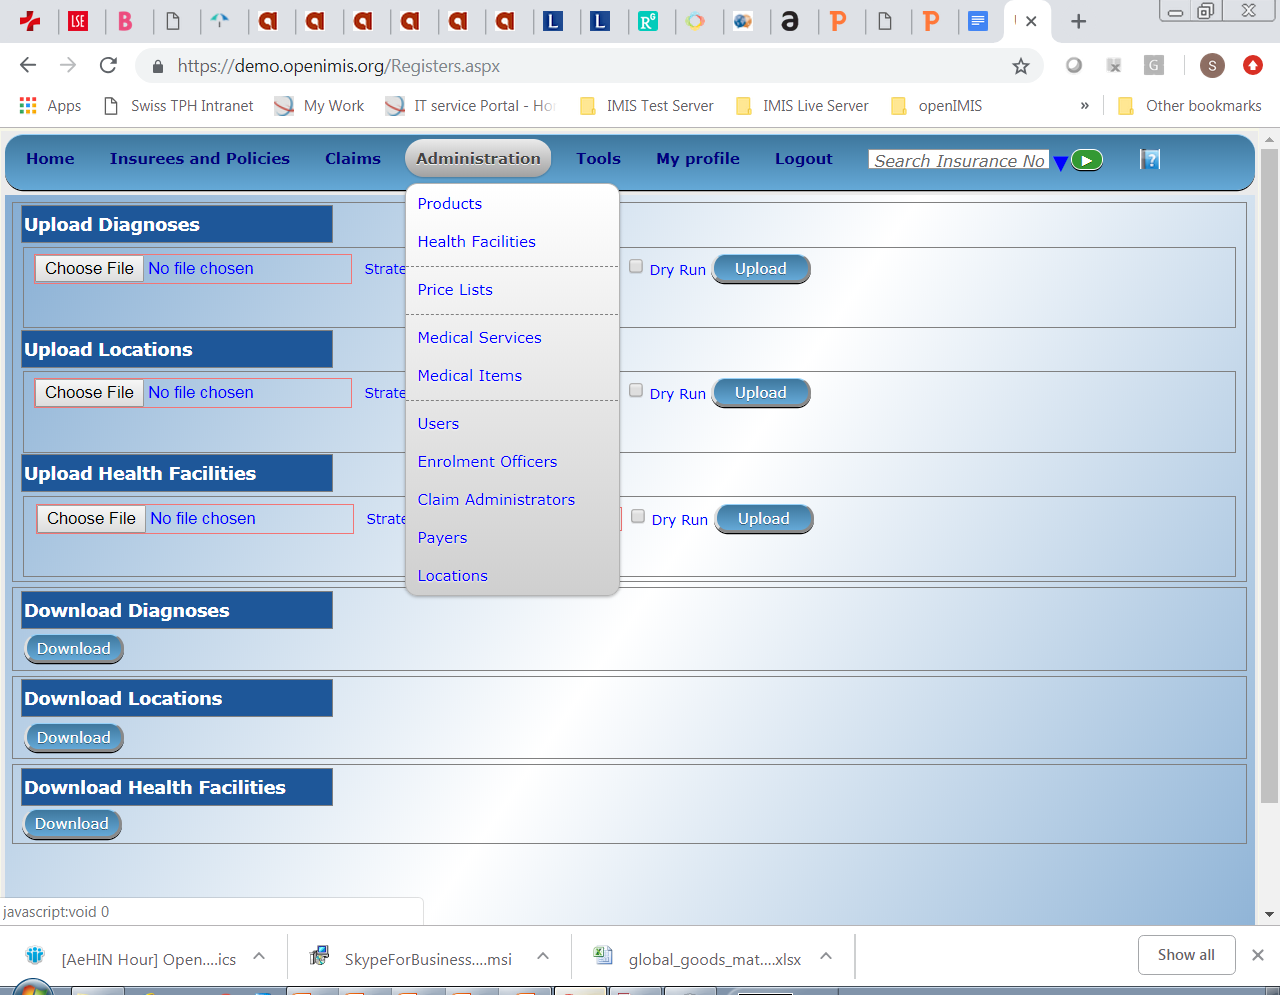 LSE
B
a
a
a
a
a
a
L
L
RG
a
P
P
https://demo.openimis.org/Registers.aspx
G
S
Apps
Swiss TPH Intranet
My Work
IT service Portal - Ho
IMIS Test Server
IMIS Live Server
openIMIS
»
Other bookmarks
Home
Insurees and Policies
Claims
Administration
Tools
My profile
Logout
Search Insurance No
?
Products
Health Facilities
Price Lists
Medical Services
Medical Items
Users
Enrolment Officers
Claim Administrators
Payers
Locations
Upload Diagnoses
Choose File No file chosen Strate Dry Run Upload
Upload Locations
Choose File No file chosen Strate Dry Run Upload
Upload Health Facilities
Choose File No file chosen Strate Dry Run Upload
Download Diagnoses
Download
Download Locations
Download
Download Health Facilities
Download
javascript:void 0
[AeHIN Hour] Open....ics
SkypeForBusiness....msi
global_goods_mat....xlsx
Show all